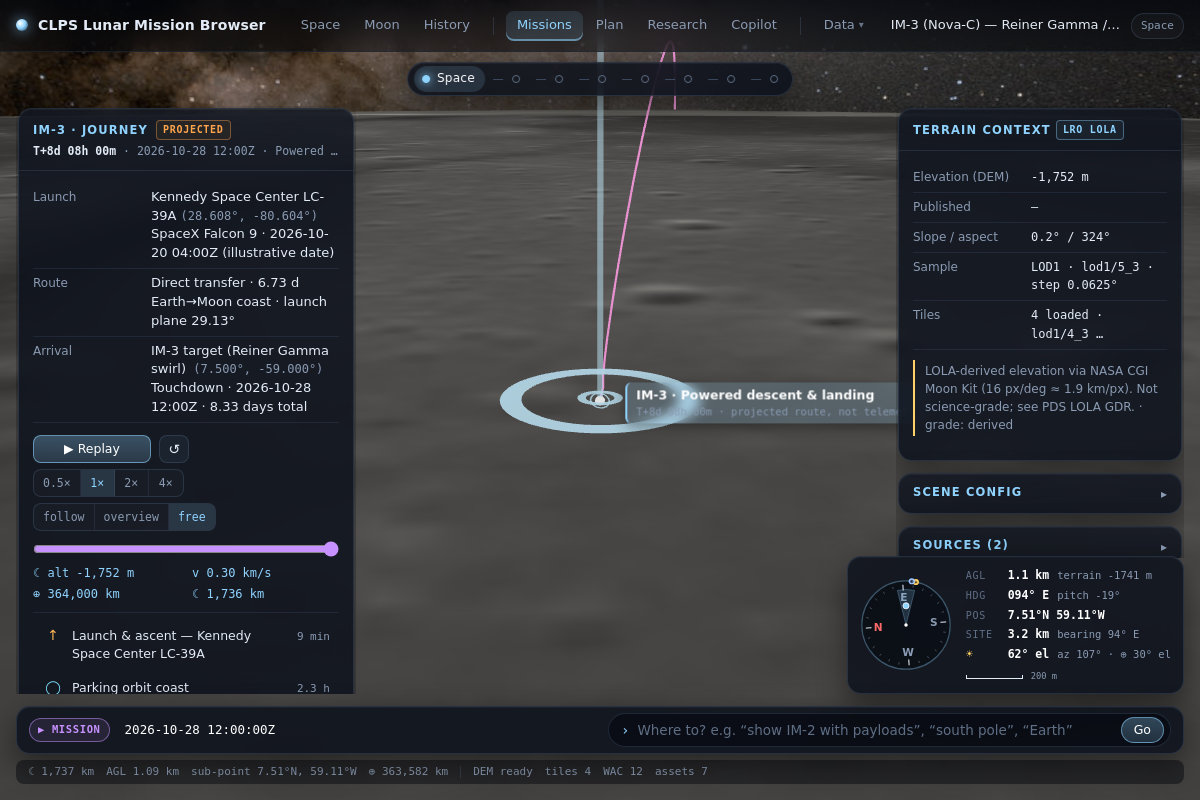 CLPS Lunar Mission Browser
Space Moon History Missions Plan Research Copilot Data ▾ IM-3 (Nova-C) — Reiner Gamma /… Space
Space
IM-3 · JOURNEY PROJECTED
T+8d 08h 00m · 2026-10-28 12:00Z · Powered …
Launch
Kennedy Space Center LC-
39A (28.608°, -80.604°)
SpaceX Falcon 9 · 2026-10-
20 04:00Z (illustrative date)
Route
Direct transfer · 6.73 d
Earth→Moon coast · launch
plane 29.13°
Arrival
IM-3 target (Reiner Gamma
swirl) (7.500°, -59.000°)
Touchdown · 2026-10-28
12:00Z · 8.33 days total
▶ Replay ↺
0.5× 1× 2× 4×
follow overview free
☾ alt -1,752 m v 0.30 km/s
⊕ 364,000 km ☾ 1,736 km
↑ Launch & ascent — Kennedy
Space Center LC-39A
9 min
Parking orbit coast 2.3 h
IM-3 · Powered descent & landing
T+8d 08h 00m · projected route, not
TERRAIN CONTEXT LRO LOLA
Elevation (DEM) -1,752 m
Published —
Slope / aspect 0.2° / 324°
Sample LOD1 · lod1/5_3 ·
step 0.0625°
Tiles 4 loaded ·
lod1/4_3 …
LOLA-derived elevation via NASA CGI
Moon Kit (16 px/deg ≈ 1.9 km/px). Not
science-grade; see PDS LOLA GDR. ·
grade: derived
SCENE CONFIG ▸
SOURCES (2) ▸
E
N S
W
AGL 1.1 km terrain -1741 m
HDG 094° E pitch -19°
POS 7.51°N 59.11°W
SITE 3.2 km bearing 94° E
☀ 62° el az 107° · ⊕ 30° el
200 m
▶ MISSION 2026-10-28 12:00:00Z
› Where to? e.g. “show IM-2 with payloads”, “south pole”, “Earth” Go
☾ 1,737 km AGL 1.09 km sub-point 7.51°N, 59.11°W ⊕ 363,582 km DEM ready tiles 4 WAC 12 assets 7